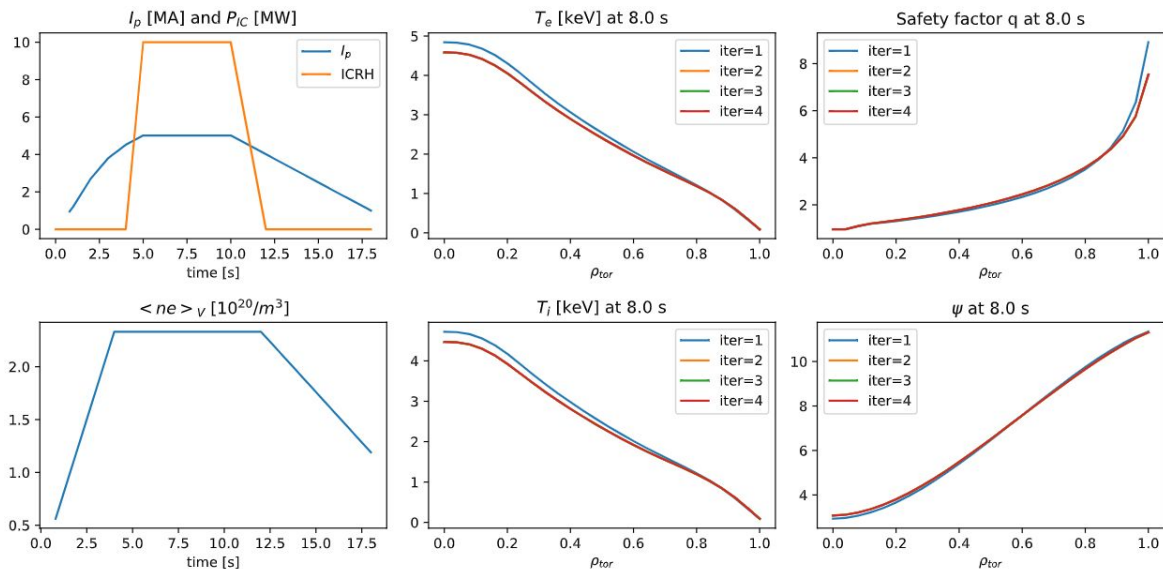 I_p [MA] and P_IC [MW]
10
8
6
4
2
0
0.0 2.5 5.0 7.5 10.0 12.5 15.0 17.5
time [s]
I_p
ICRH
T_e [keV] at 8.0 s
5
4
3
2
1
0
0.0 0.2 0.4 0.6 0.8 1.0
ρ_tor
iter=1
iter=2
iter=3
iter=4
Safety factor q at 8.0 s
8
6
4
2
0.0 0.2 0.4 0.6 0.8 1.0
ρ_tor
iter=1
iter=2
iter=3
iter=4
< ne >_V [10^20/m^3]
2.0
1.5
1.0
0.5
0.0 2.5 5.0 7.5 10.0 12.5 15.0 17.5
time [s]
T_i [keV] at 8.0 s
4
3
2
1
0
0.0 0.2 0.4 0.6 0.8 1.0
ρ_tor
iter=1
iter=2
iter=3
iter=4
ψ at 8.0 s
10
8
6
4
0.0 0.2 0.4 0.6 0.8 1.0
ρ_tor
iter=1
iter=2
iter=3
iter=4